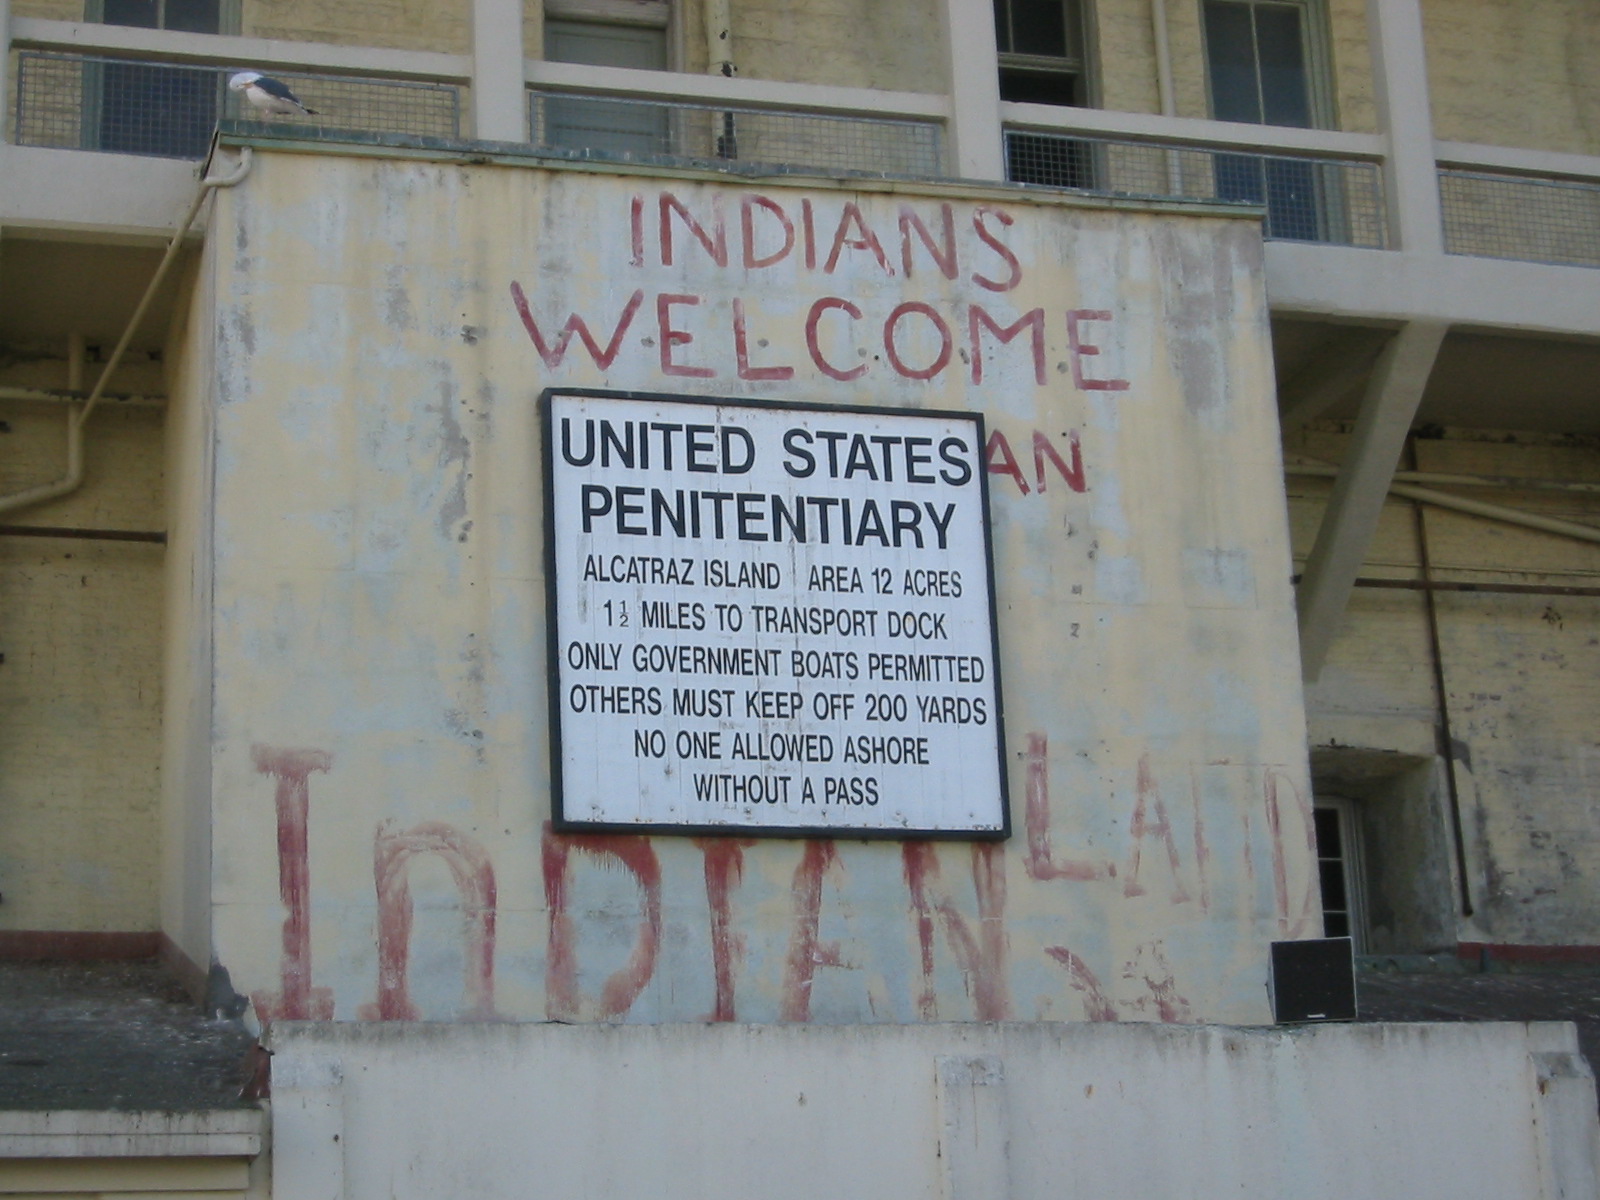 INDIANS
WELCOME
AN
UNITED STATES
PENITENTIARY
ALCATRAZ ISLAND AREA 12 ACRES
1½ MILES TO TRANSPORT DOCK
ONLY GOVERNMENT BOATS PERMITTED
OTHERS MUST KEEP OFF 200 YARDS
NO ONE ALLOWED ASHORE
WITHOUT A PASS
InDIAN LAND